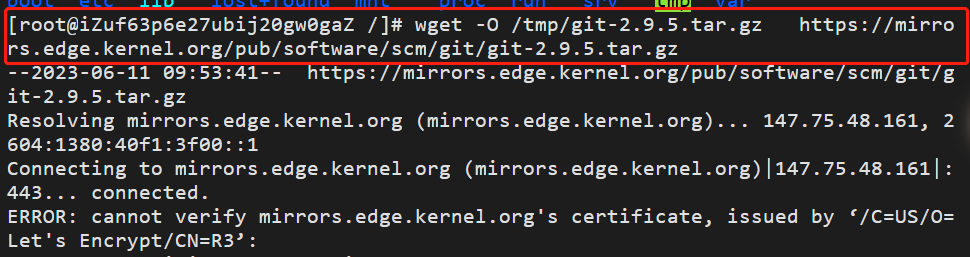 boot etc lib lost+found mnt proc run srv tmp var
[root@iZuf63p6e27ubij20gw0gaZ /]# wget -O /tmp/git-2.9.5.tar.gz   https://mirro
rs.edge.kernel.org/pub/software/scm/git/git-2.9.5.tar.gz
--2023-06-11 09:53:41--  https://mirrors.edge.kernel.org/pub/software/scm/git/g
it-2.9.5.tar.gz
Resolving mirrors.edge.kernel.org (mirrors.edge.kernel.org)... 147.75.48.161, 2
604:1380:40f1:3f00::1
Connecting to mirrors.edge.kernel.org (mirrors.edge.kernel.org)|147.75.48.161|:
443... connected.
ERROR: cannot verify mirrors.edge.kernel.org's certificate, issued by ‘/C=US/O=
Let's Encrypt/CN=R3’: